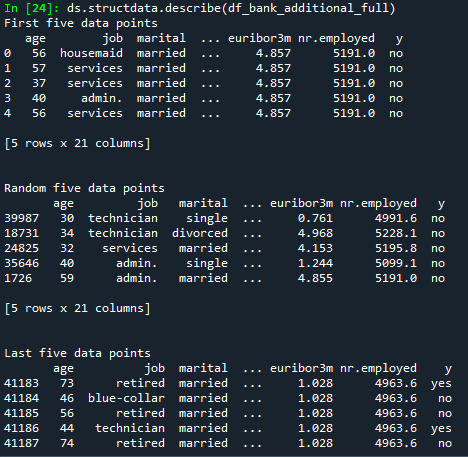 In [24]: ds.structdata.describe(df_bank_additional_full)
First five data points
   age        job  marital  ...  euribor3m  nr.employed   y
0   56  housemaid  married  ...      4.857       5191.0  no
1   57   services  married  ...      4.857       5191.0  no
2   37   services  married  ...      4.857       5191.0  no
3   40     admin.  married  ...      4.857       5191.0  no
4   56   services  married  ...      4.857       5191.0  no
[5 rows x 21 columns]
Random five data points
       age         job   marital  ...  euribor3m  nr.employed   y
39987   30  technician    single  ...      0.761       4991.6  no
18731   34  technician  divorced  ...      4.968       5228.1  no
24825   32    services   married  ...      4.153       5195.8  no
35646   40      admin.    single  ...      1.244       5099.1  no
1726    59      admin.   married  ...      4.855       5191.0  no
[5 rows x 21 columns]
Last five data points
       age          job  marital  ... euribor3m nr.employed    y
41183   73      retired  married  ...     1.028      4963.6  yes
41184   46  blue-collar  married  ...     1.028      4963.6   no
41185   56      retired  married  ...     1.028      4963.6   no
41186   44   technician  married  ...     1.028      4963.6  yes
41187   74      retired  married  ...     1.028      4963.6   no